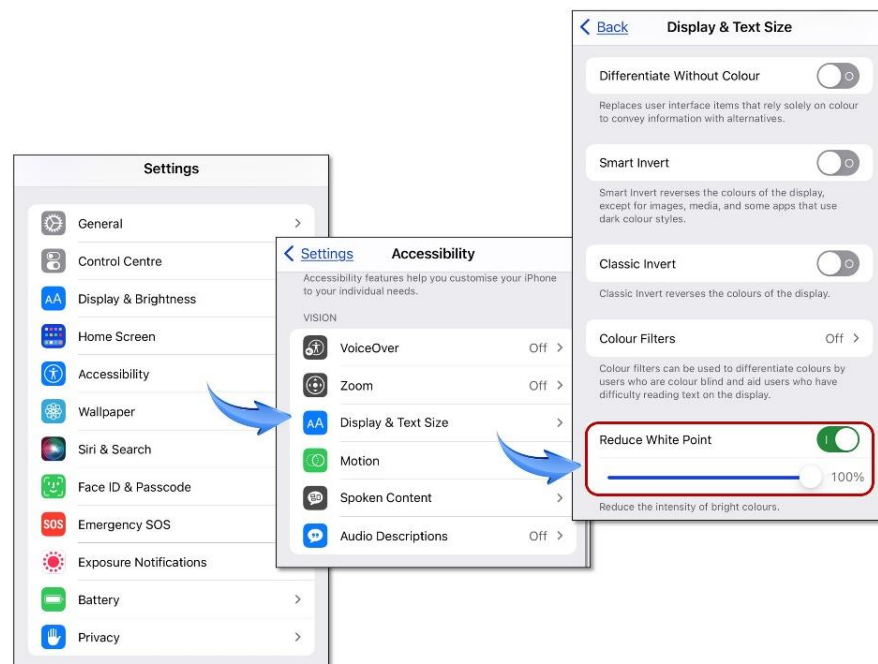 Settings
General
Control Centre
AA Display & Brightness
Home Screen
Accessibility
Wallpaper
Siri & Search
Face ID & Passcode
SOS Emergency SOS
Exposure Notifications
Battery
Privacy
Settings Accessibility
Accessibility features help you customise your iPhone
to your individual needs.
VISION
VoiceOver Off
Zoom Off
AA Display & Text Size
Motion
Spoken Content
Audio Descriptions Off
Back Display & Text Size
Differentiate Without Colour
Replaces user interface items that rely solely on colour
to convey information with alternatives.
Smart Invert
Smart Invert reverses the colours of the display,
except for images, media, and some apps that use
dark colour styles.
Classic Invert
Classic Invert reverses the colours of the display.
Colour Filters Off
Colour filters can be used to differentiate colours by
users who are colour blind and aid users who have
difficulty reading text on the display.
Reduce White Point
100%
Reduce the intensity of bright colours.